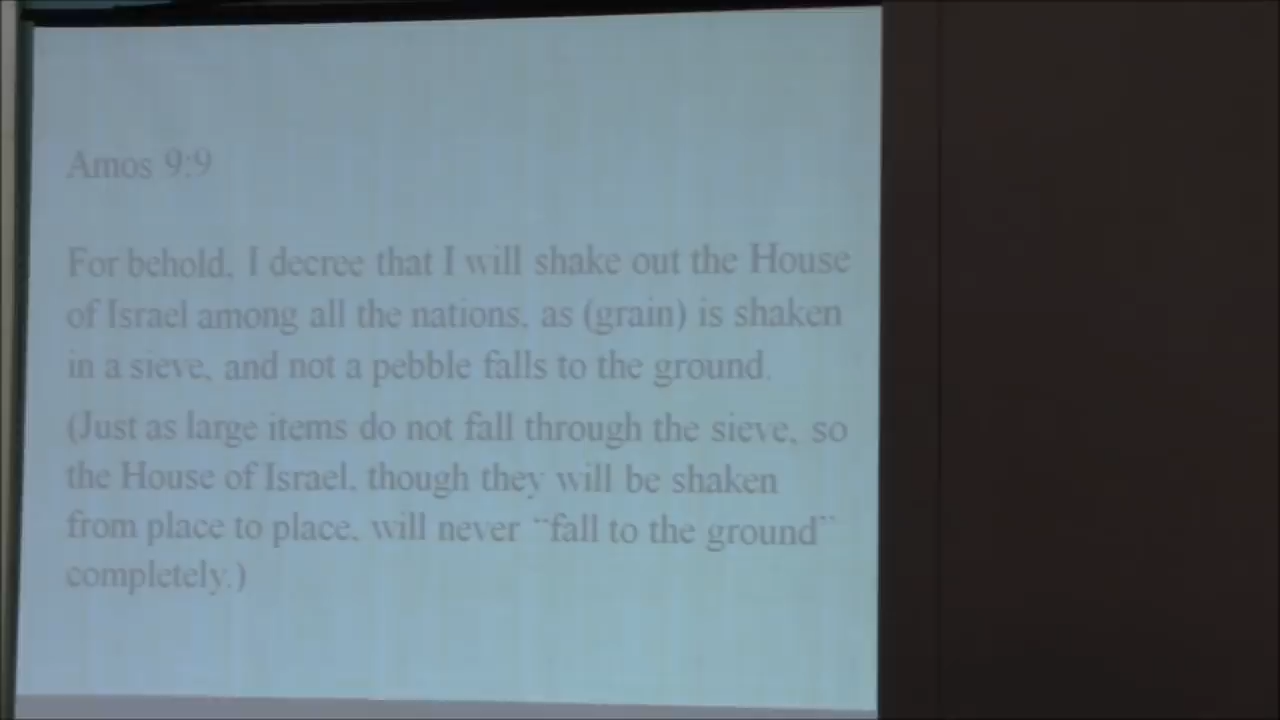 Amos 9:9
For behold, I decree that I will shake out the House
of Israel among all the nations, as (grain) is shaken
in a sieve, and not a pebble falls to the ground.
(Just as large items do not fall through the sieve, so
the House of Israel, though they will be shaken
from place to place, will never “fall to the ground”
completely.)